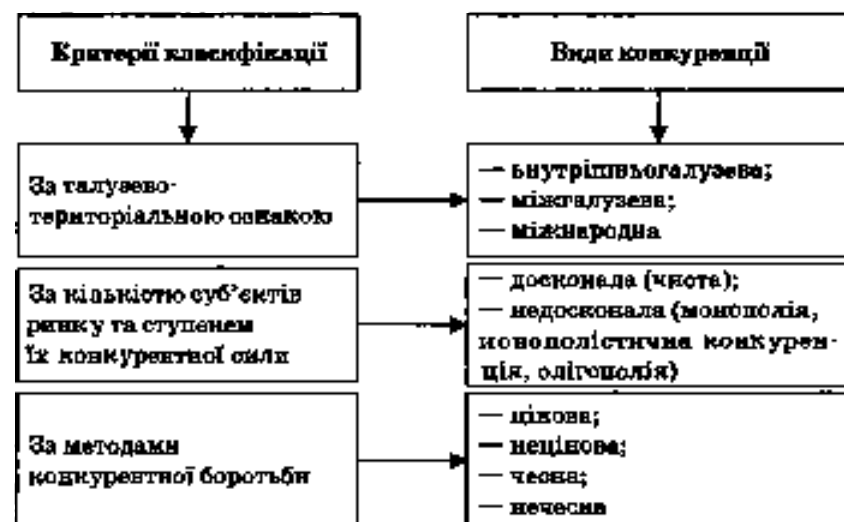 Критерії класифікації
Види конкуренції
За галузево-
територіальною ознакою
— внутрішньогалузева;
— міжгалузева;
— міжнародна
За кількістю суб’єктів
ринку та ступенем
їх конкурентної сили
— досконала (чиста);
— недосконала (монополія,
монополістична конкурен-
ція, олігополія)
За методами
конкурентної боротьби
— цінова;
— нецінова;
— чесна;
— нечесна